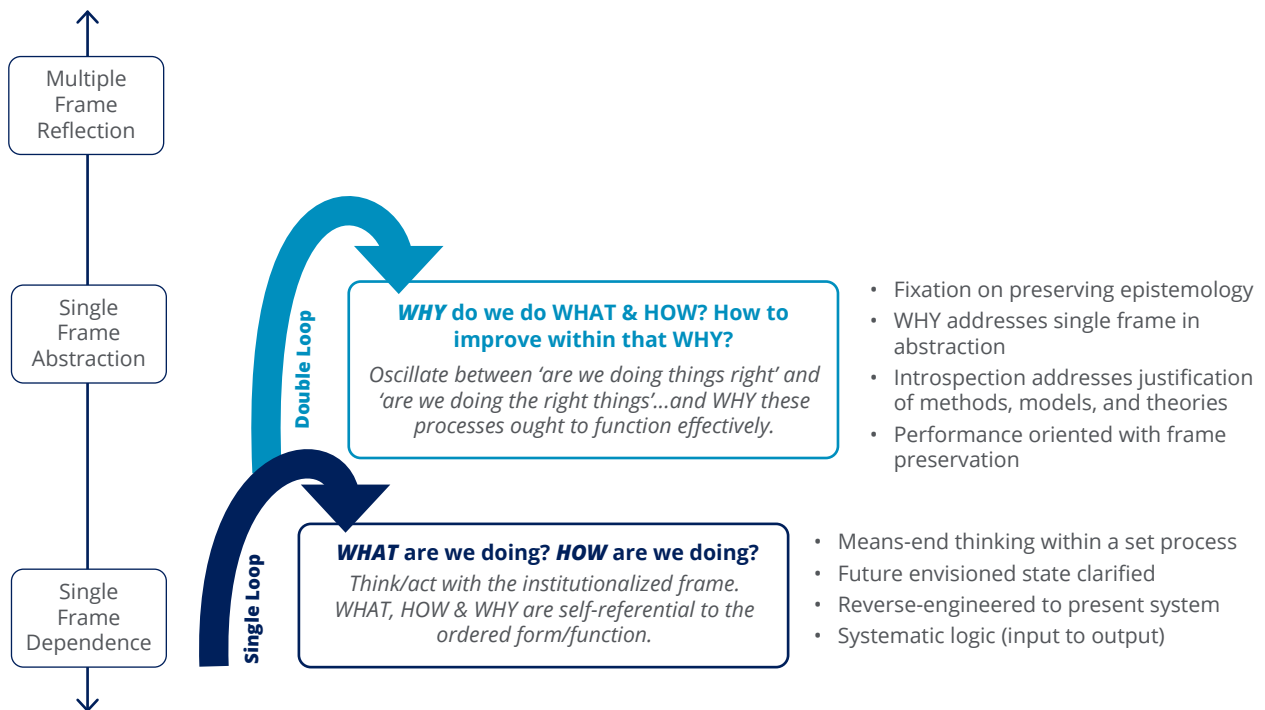 Multiple
Frame
Reflection
Single
Frame
Abstraction
Single
Frame
Dependence
Double Loop
WHY do we do WHAT & HOW? How to
improve within that WHY?
Oscillate between ‘are we doing things right’ and
‘are we doing the right things’...and WHY these
processes ought to function effectively.
• Fixation on preserving epistemology
• WHY addresses single frame in
abstraction
• Introspection addresses justification
of methods, models, and theories
• Performance oriented with frame
preservation
Single Loop
WHAT are we doing? HOW are we doing?
Think/act with the institutionalized frame.
WHAT, HOW & WHY are self-referential to the
ordered form/function.
• Means-end thinking within a set process
• Future envisioned state clarified
• Reverse-engineered to present system
• Systematic logic (input to output)